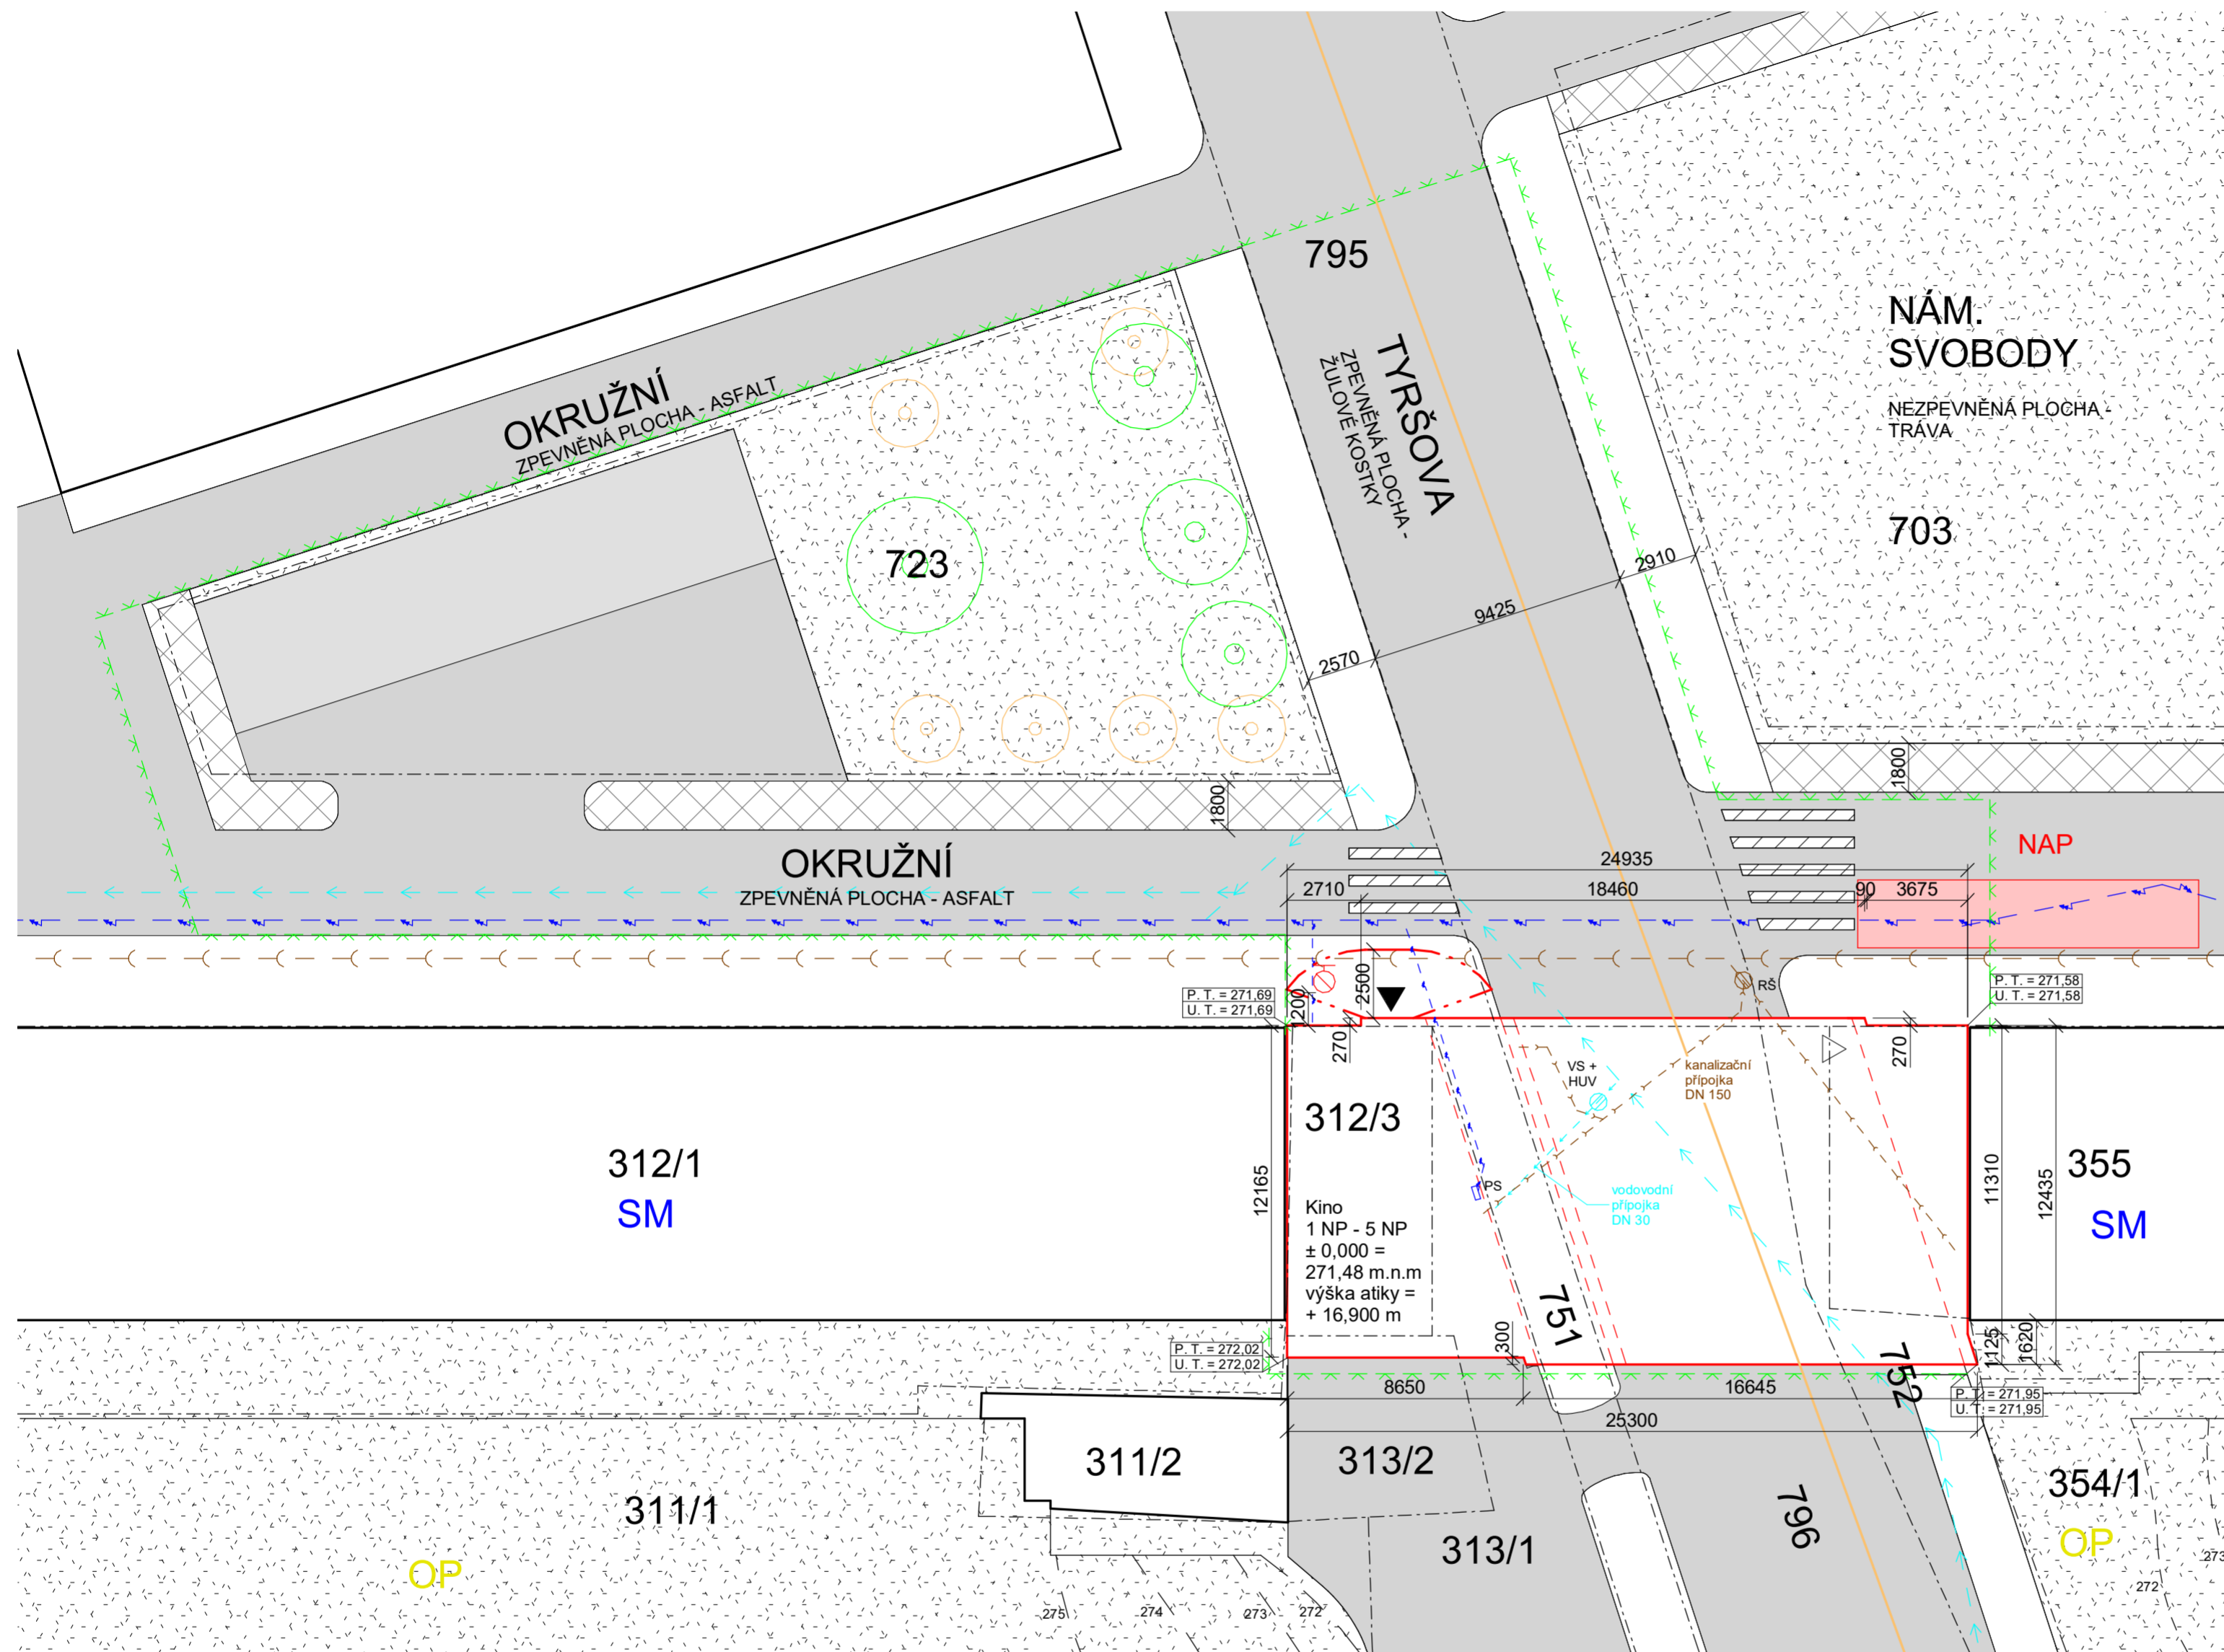 795
OKRUŽNÍ
ZPEVNĚNÁ PLOCHA - ASFALT
TYRŠOVA
ZPEVNĚNÁ PLOCHA -
ŽULOVÉ KOSTKY
NÁM.
SVOBODY
NEZPEVNĚNÁ PLOCHA -
TRÁVA
703
723
2910
9425
2570
1800
1800
OKRUŽNÍ
ZPEVNĚNÁ PLOCHA - ASFALT
NAP
24935
2710
18460
90
3675
2500
1200
270
270
P. T. = 271,69
U. T. = 271,69
P. T. = 271,58
U. T. = 271,58
RŠ
VS +
HUV
kanalizační
přípojka
DN 150
312/3
312/1
SM
355
SM
12165
11310
12435
PS
vodovodní
přípojka
DN 30
Kino
1 NP - 5 NP
± 0,000 =
271,48 m.n.m
výška atiky =
+ 16,900 m
751
300
1125
1620
752
P. T. = 272,02
U. T. = 272,02
8650
16645
P. T. = 271,95
U. T. = 271,95
25300
311/2
313/2
311/1
OP
313/1
796
354/1
OP
275
274
273
272
272
273